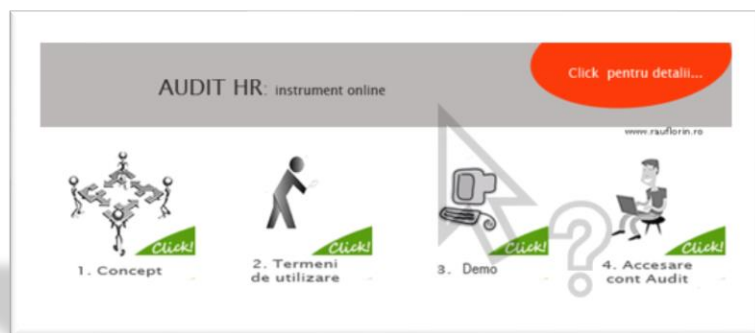 AUDIT HR: instrument online
Click pentru detalii...
www.rauflorin.ro
Click!
Click!
Click!
Click!
1. Concept
2. Termeni
de utilizare
3. Demo
4. Accesare
cont Audit